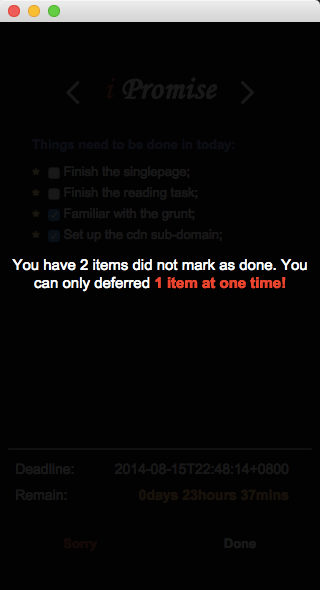 i Promise
Things need to be done in today:
Finish the singlepage;
Finish the reading task;
Familiar with the grunt;
Set up the cdn sub-domain;
You have 2 items did not mark as done. You
can only deferred 1 item at one time!
Deadline: 2014-08-15T22:48:14+0800
Remain: 0days 23hours 37mins
Sorry Done